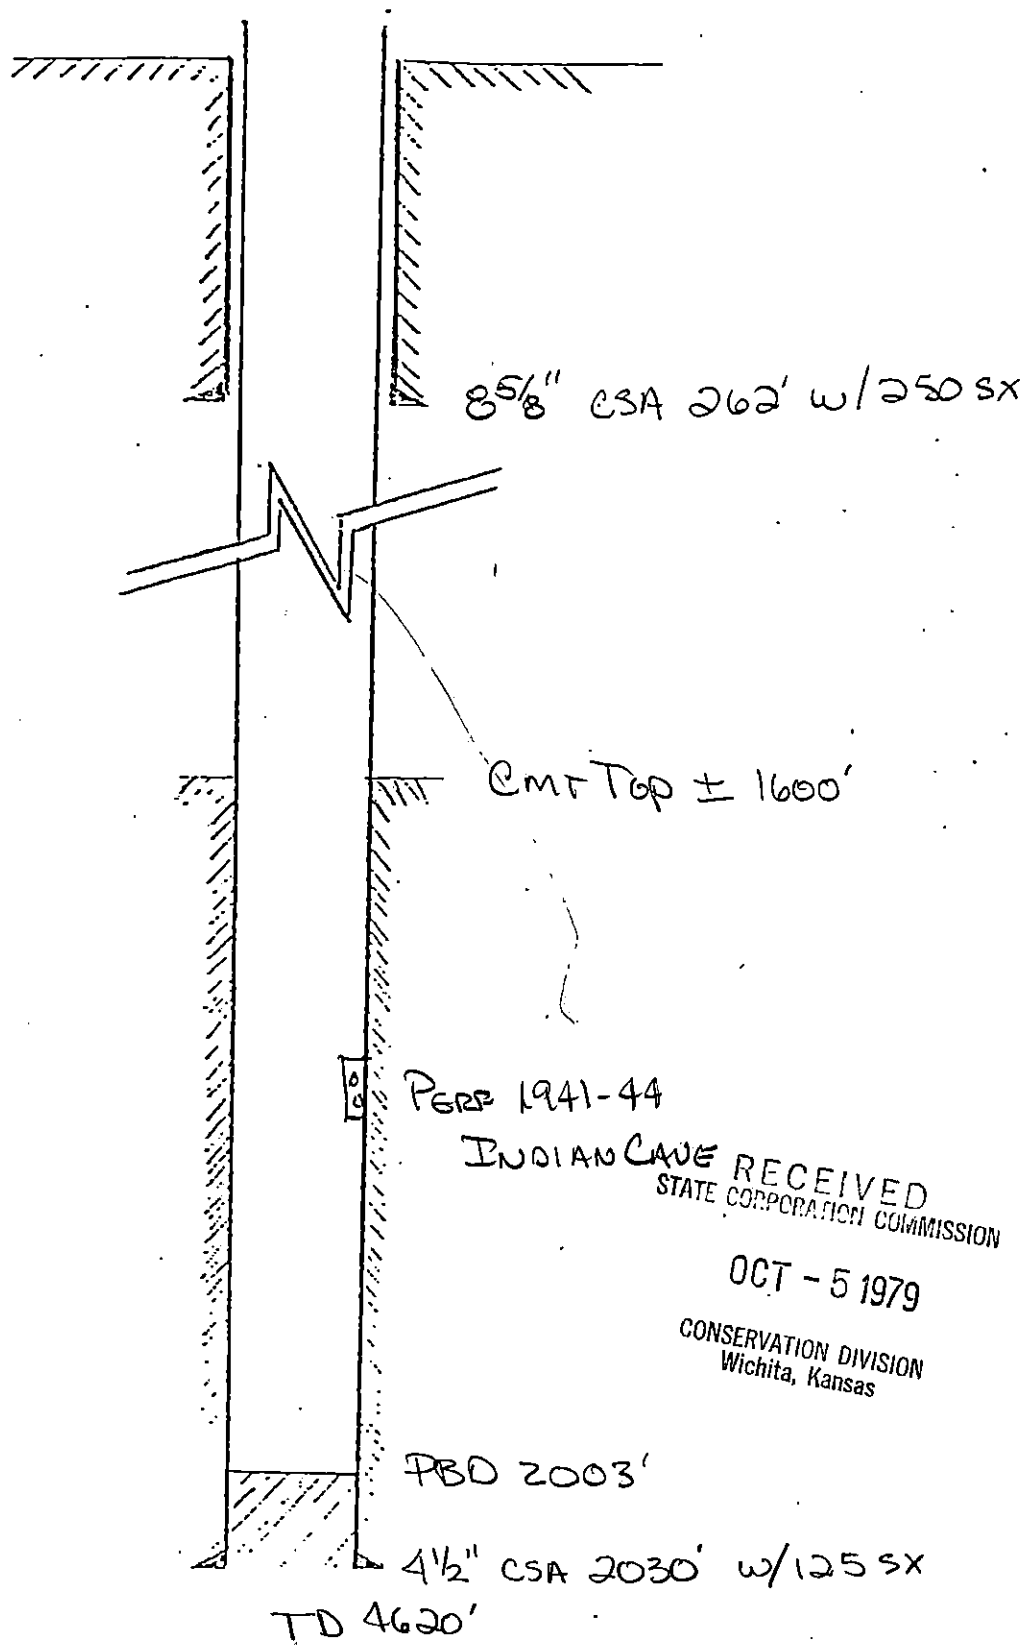 8 5/8" CSA 262' w/250 SX
CMT TOP ± 1600'
PERF 1941-44
INDIAN CAVE
RECEIVED
STATE CORPORATION COMMISSION
OCT - 5 1979
CONSERVATION DIVISION
Wichita, Kansas
PBD 2003'
4 1/2" CSA 2030' w/125 SX
TD 4620'